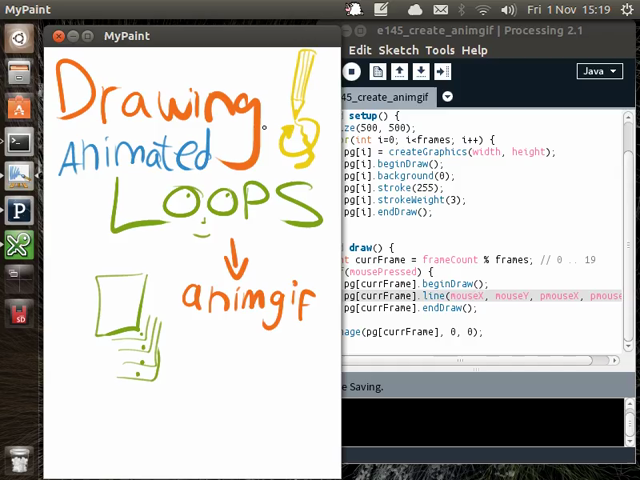 MyPaint
Fri 1 Nov 15:19
MyPaint
e145_create_animgif | Processing 2.1
Edit Sketch Tools Help
Java
45_create_animgif
Drawing
Animated
LOOPS
animgif
setup() {
ize(500, 500);
or(int i=0; i<frames; i++) {
pg[i] = createGraphics(width, height);
pg[i].beginDraw();
pg[i].background(0);
pg[i].stroke(255);
pg[i].strokeWeight(3);
pg[i].endDraw();
draw() {
nt currFrame = frameCount % frames; // 0 .. 19
f(mousePressed) {
pg[currFrame].beginDraw();
pg[currFrame].line(mouseX, mouseY, pmouseX, pmouse
pg[currFrame].endDraw();
mage(pg[currFrame], 0, 0);
e Saving.